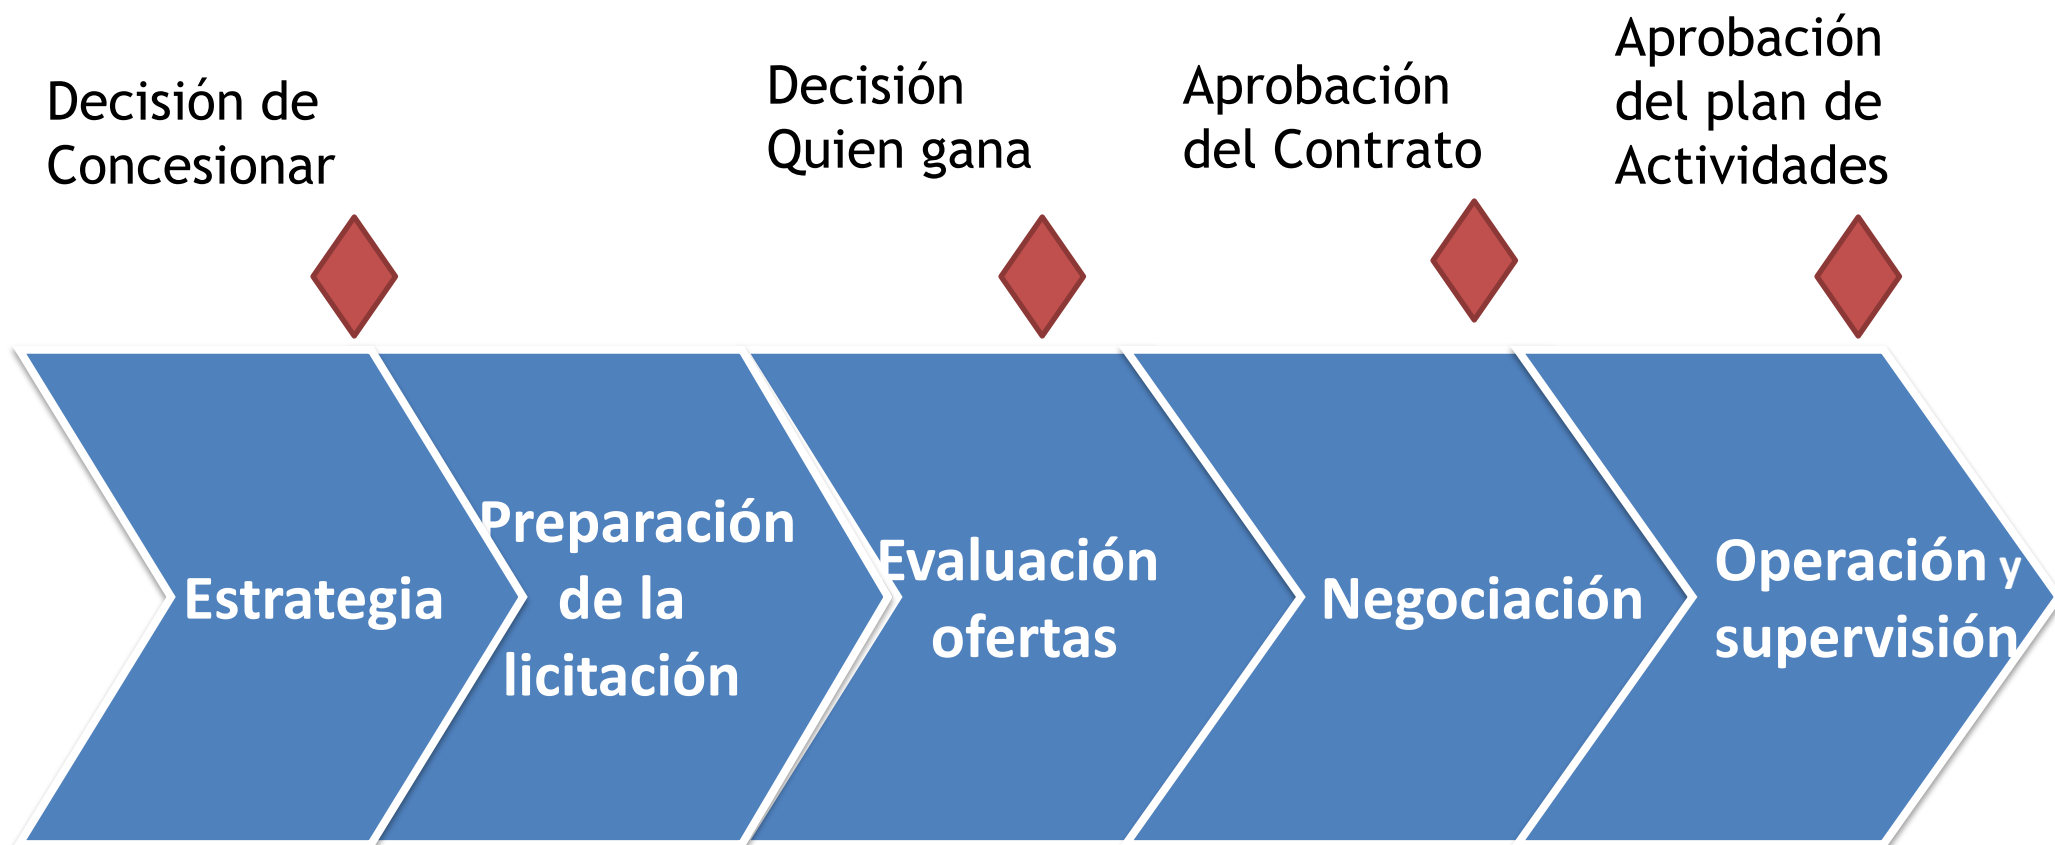 Decisión de
Concesionar
Decisión
Quien gana
Aprobación
del Contrato
Aprobación
del plan de
Actividades
Estrategia
Preparación
de la
licitación
Evaluación
ofertas
Negociación
Operación y
supervisión